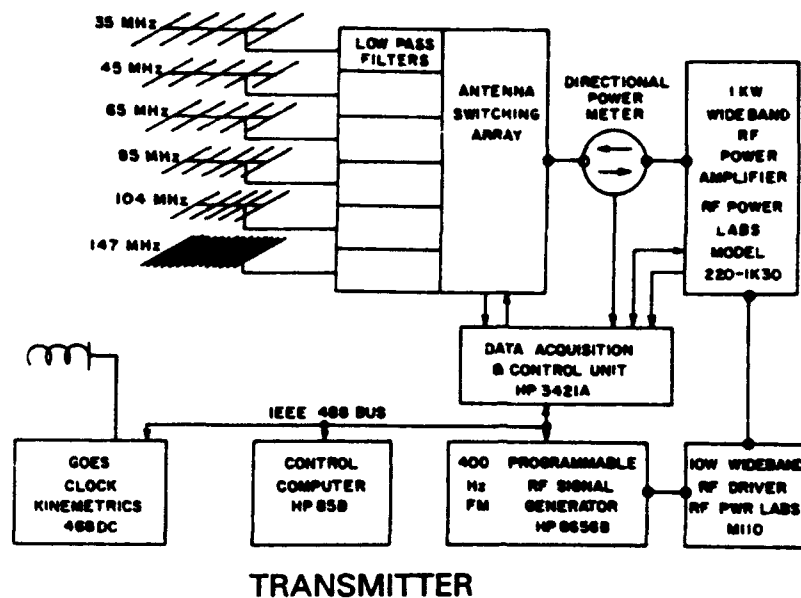 35 MHz
45 MHz
65 MHz
85 MHz
104 MHz
147 MHz
LOW PASS
FILTERS
ANTENNA
SWITCHING
ARRAY
DIRECTIONAL
POWER
METER
1 KW
WIDEBAND
RF
POWER
AMPLIFIER
RF POWER
LABS
MODEL
220-1K30
DATA ACQUISITION
& CONTROL UNIT
HP 3421A
IEEE 488 BUS
GOES
CLOCK
KINEMETRICS
468DC
CONTROL
COMPUTER
HP 85B
400
Hz
FM
PROGRAMMABLE
RF SIGNAL
GENERATOR
HP 8656B
10W WIDEBAND
RF DRIVER
RF PWR LABS
M110
TRANSMITTER